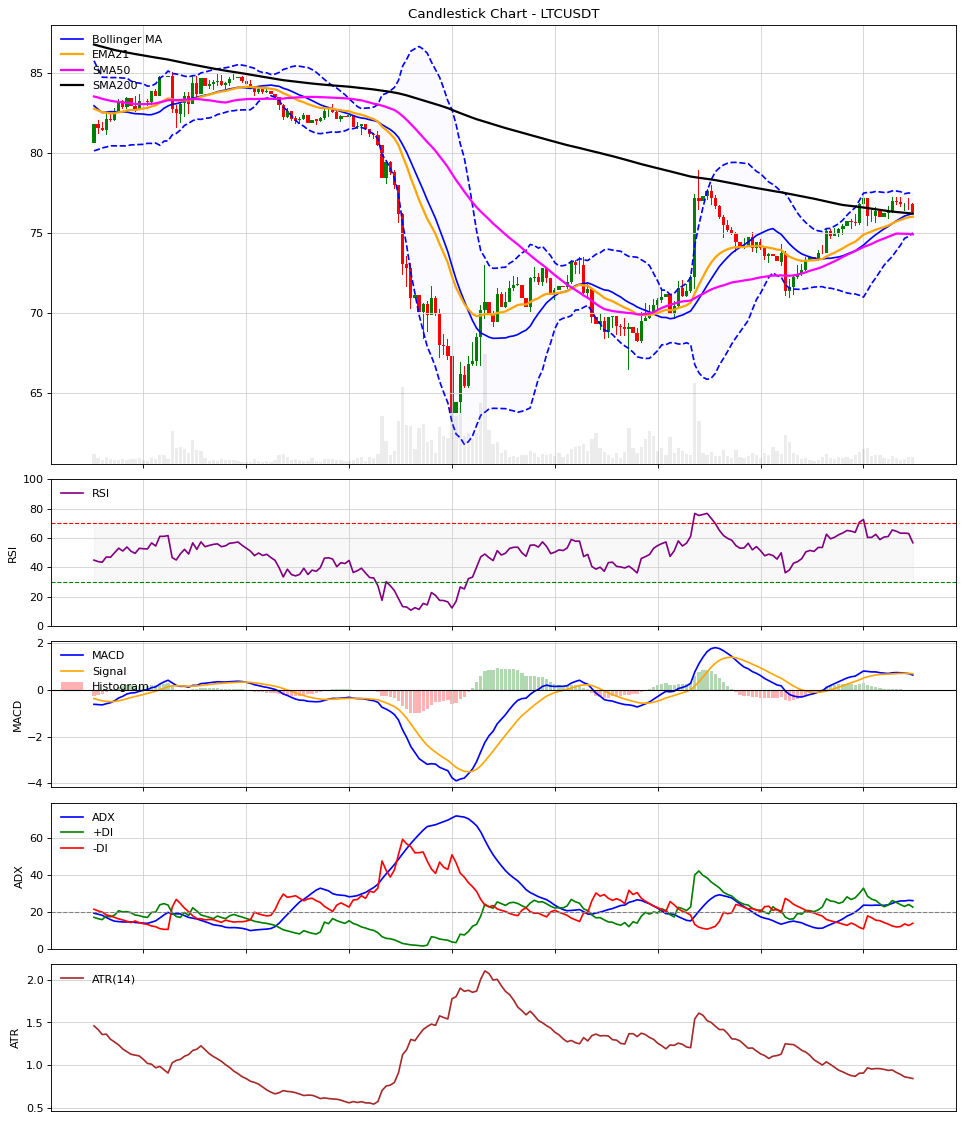 Candlestick Chart - LTCUSDT
Bollinger MA
EMA21
SMA50
SMA200
85
80
75
70
65
RSI
100
80
60
40
20
0
RSI
MACD
Signal
Histogram
2
0
−2
−4
MACD
ADX
+DI
-DI
60
40
20
0
ADX
ATR(14)
2.0
1.5
1.0
0.5
ATR